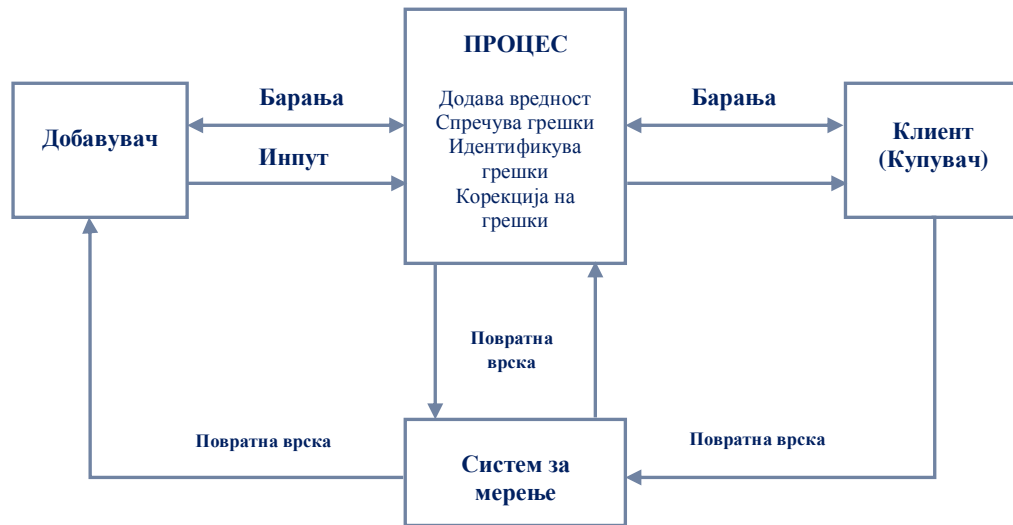 ПРОЦЕС
Додава вредност
Спречува грешки
Идентификува
грешки
Корекција на
грешки
Добавувач
Барања
Инпут
Барања
Клиент
(Купувач)
Повратна
врска
Повратна врска
Повратна врска
Систем за
мерење